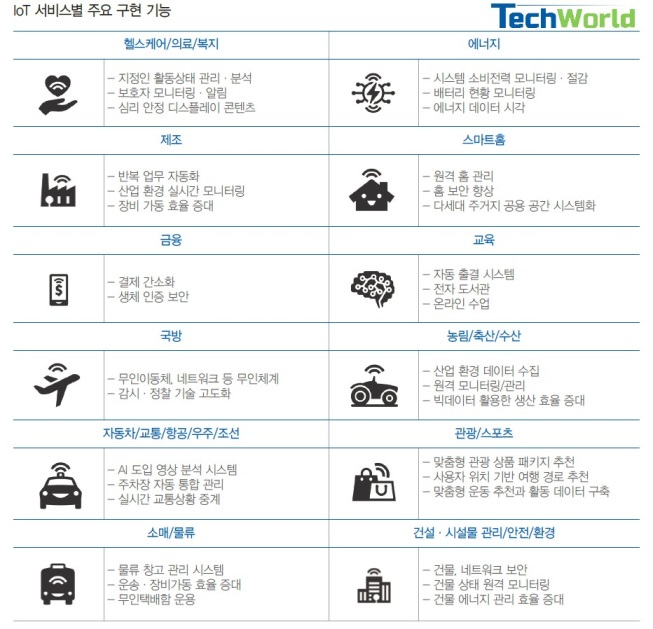 IoT 서비스별 주요 구현 기능
TechWorld
헬스케어/의료/복지
– 지정인 활동상태 관리 · 분석
– 보호자 모니터링 · 알림
– 심리 안정 디스플레이 콘텐츠
에너지
– 시스템 소비전력 모니터링 · 절감
– 배터리 현황 모니터링
– 에너지 데이터 시각
제조
– 반복 업무 자동화
– 산업 환경 실시간 모니터링
– 장비 가동 효율 증대
스마트홈
– 원격 홈 관리
– 홈 보안 향상
– 다세대 주거지 공용 공간 시스템화
금융
$
– 결제 간소화
– 생체 인증 보안
교육
– 자동 출결 시스템
– 전자 도서관
– 온라인 수업
국방
– 무인이동체, 네트워크 등 무인체계
– 감시 · 정찰 기술 고도화
농림/축산/수산
– 산업 환경 데이터 수집
– 원격 모니터링/관리
– 빅데이터 활용한 생산 효율 증대
자동차/교통/항공/우주/조선
– AI 도입 영상 분석 시스템
– 주차장 자동 통합 관리
– 실시간 교통상황 중계
관광/스포츠
– 맞춤형 관광 상품 패키지 추천
– 사용자 위치 기반 여행 경로 추천
– 맞춤형 운동 추천과 활동 데이터 구축
소매/물류
– 물류 창고 관리 시스템
– 운송 · 장비가동 효율 증대
– 무인택배함 운용
건설 · 시설물 관리/안전/환경
– 건물, 네트워크 보안
– 건물 상태 원격 모니터링
– 건물 에너지 관리 효율 증대